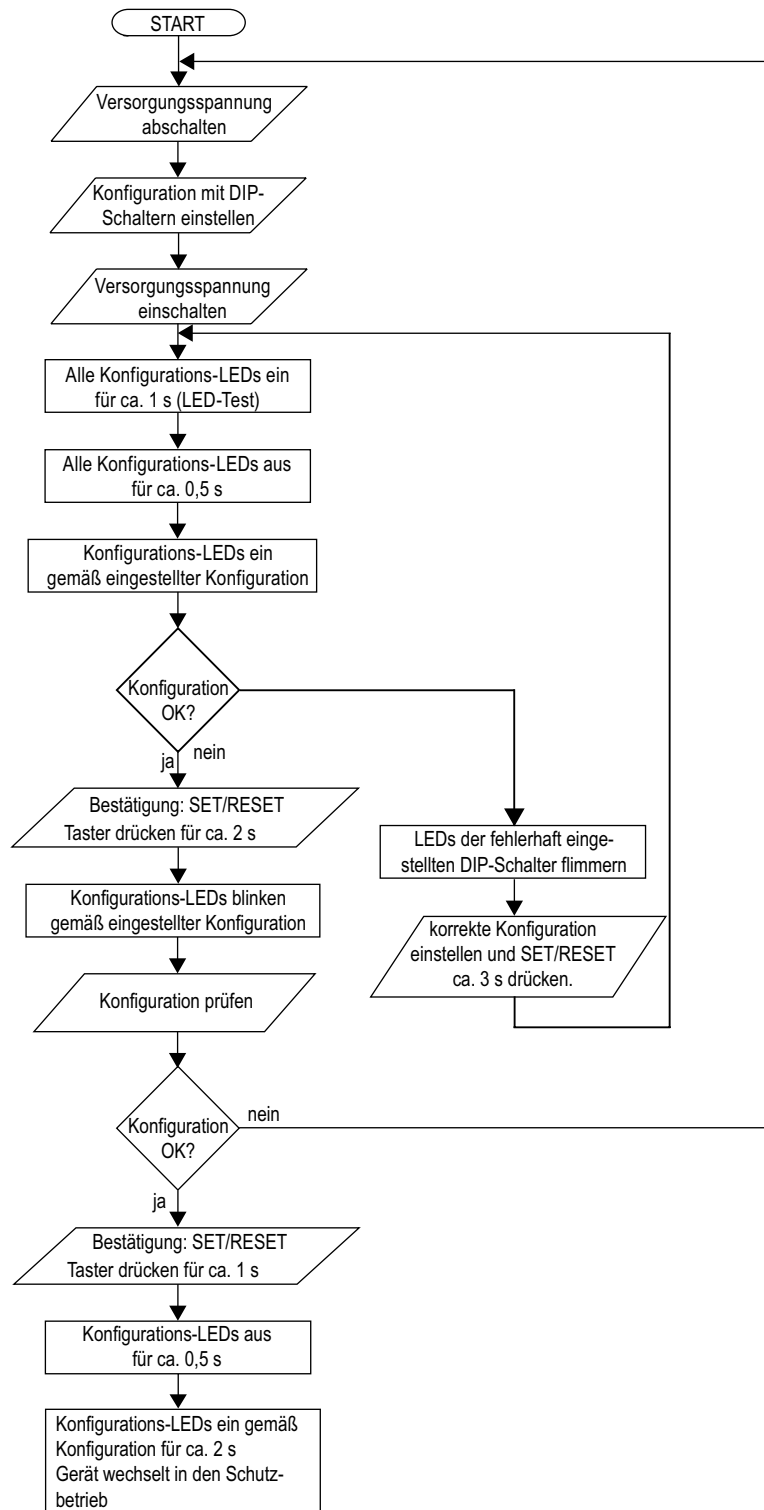 START
Versorgungsspannung
abschalten
Konfiguration mit DIP-
Schaltern einstellen
Versorgungsspannung
einschalten
Alle Konfigurations-LEDs ein
für ca. 1 s (LED-Test)
Alle Konfigurations-LEDs aus
für ca. 0,5 s
Konfigurations-LEDs ein
gemäß eingestellter Konfiguration
Konfiguration
OK?
ja
nein
Bestätigung: SET/RESET
Taster drücken für ca. 2 s
LEDs der fehlerhaft einge-
stellten DIP-Schalter flimmern
Konfigurations-LEDs blinken
gemäß eingestellter Konfiguration
korrekte Konfiguration
einstellen und SET/RESET
ca. 3 s drücken.
Konfiguration prüfen
Konfiguration
OK?
nein
ja
Bestätigung: SET/RESET
Taster drücken für ca. 1 s
Konfigurations-LEDs aus
für ca. 0,5 s
Konfigurations-LEDs ein gemäß
Konfiguration für ca. 2 s
Gerät wechselt in den Schutz-
betrieb